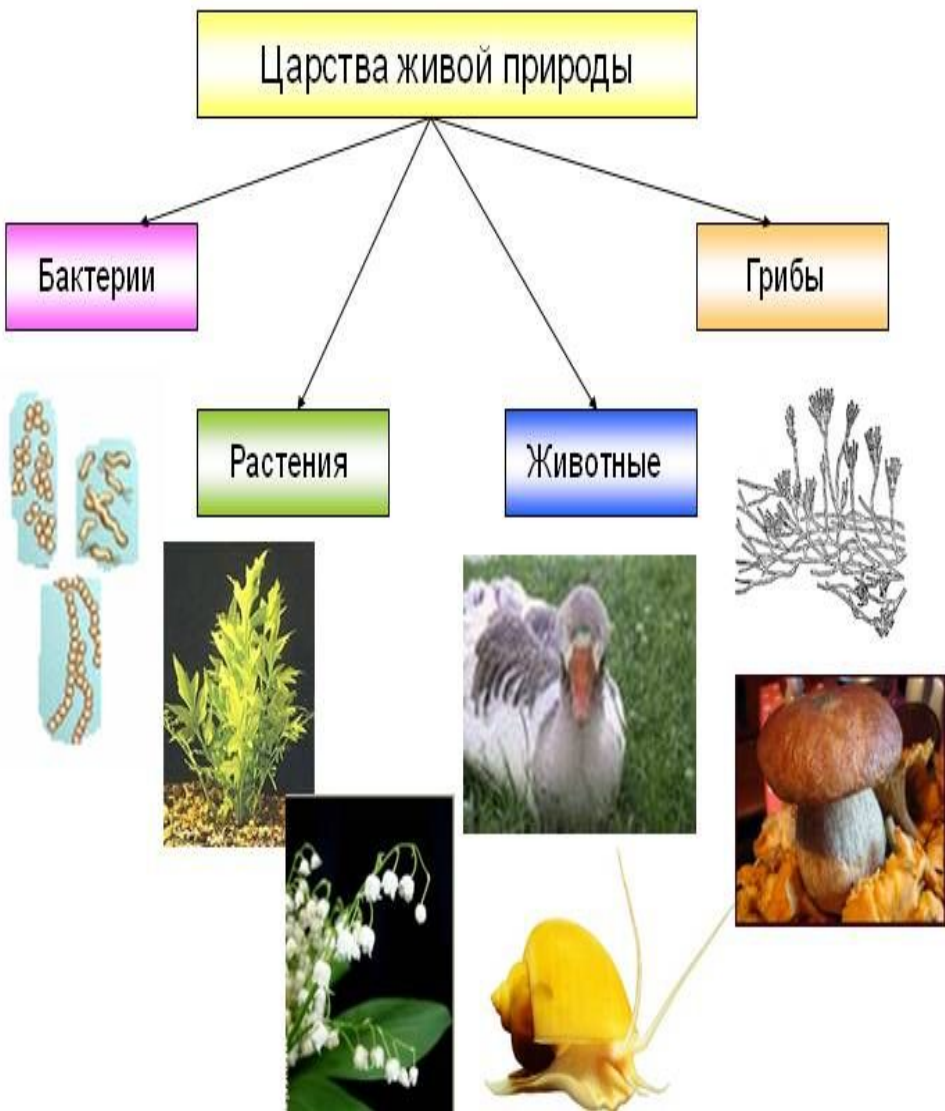 Царства живой природы
Бактерии
Грибы
Растения
Животные